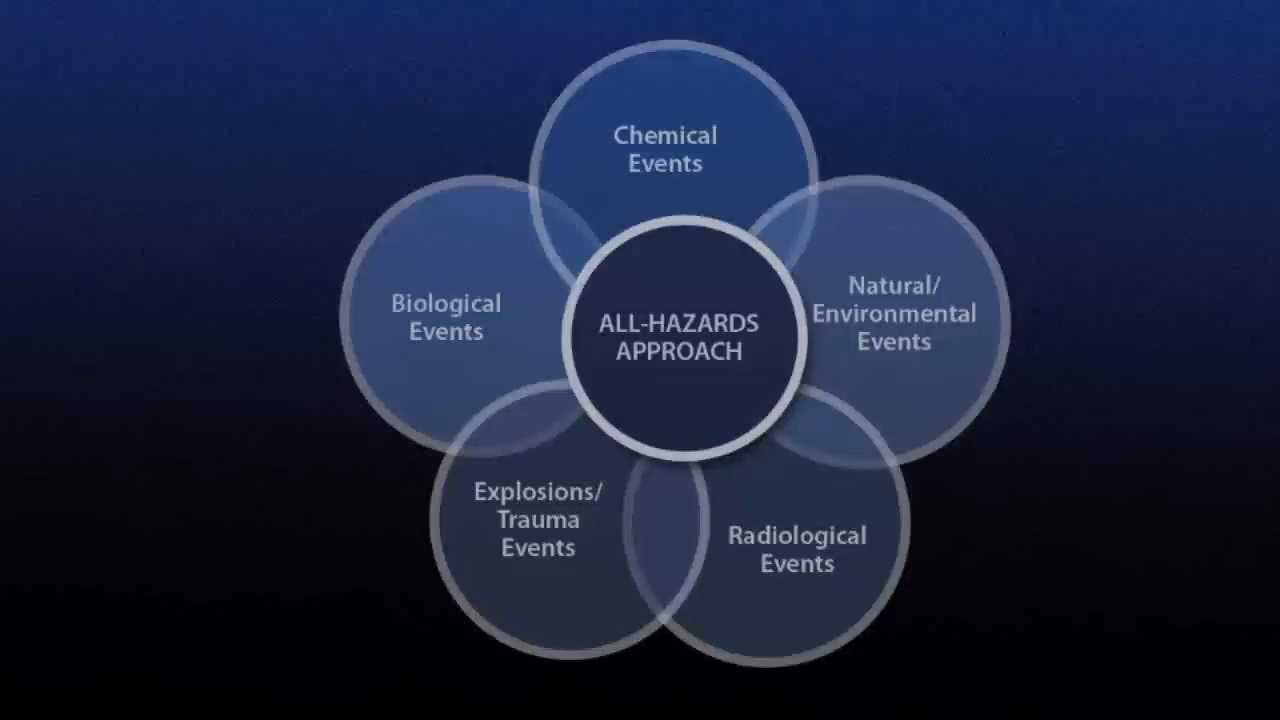 Chemical
Events
Natural/
Environmental
Events
Biological
Events
ALL-HAZARDS
APPROACH
Explosions/
Trauma
Events
Radiological
Events